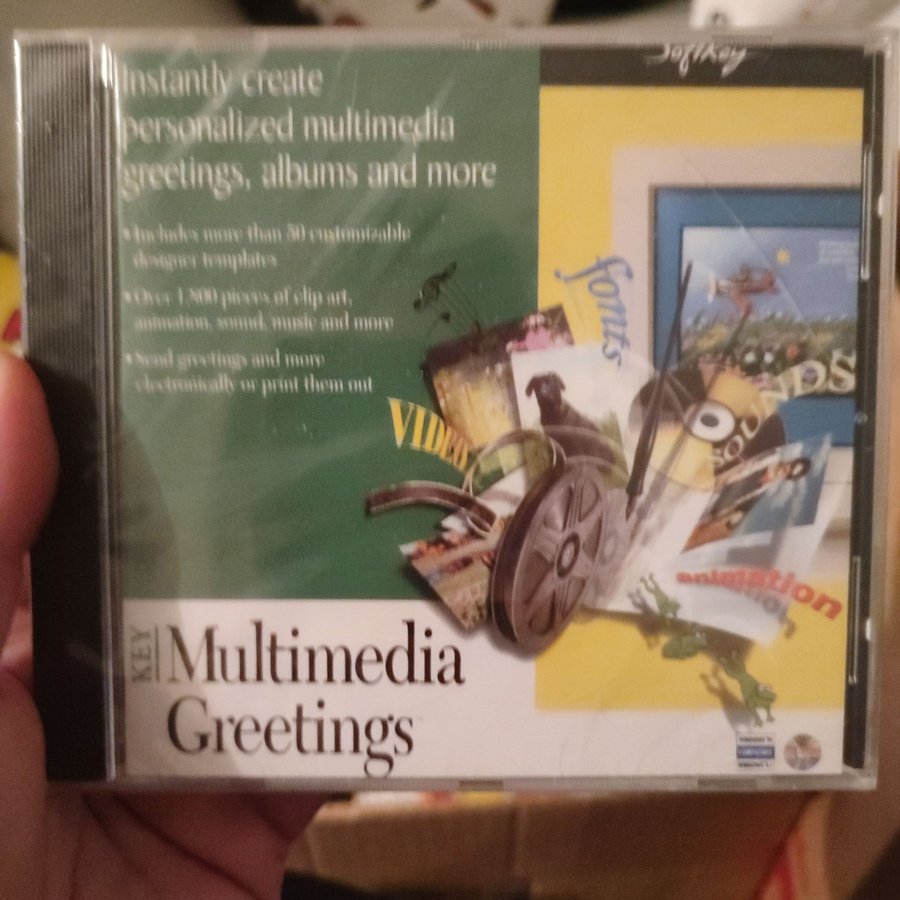 SoftKey
Instantly create
personalized multimedia
greetings, albums and more
• Includes more than 30 customizable
designer templates
• Over 1,800 pieces of clip art,
animation, sound, music and more
• Send greetings and more
electronically or print them out
fonts
SOUNDS
VIDEO
animation
KEY
Multimedia
Greetings